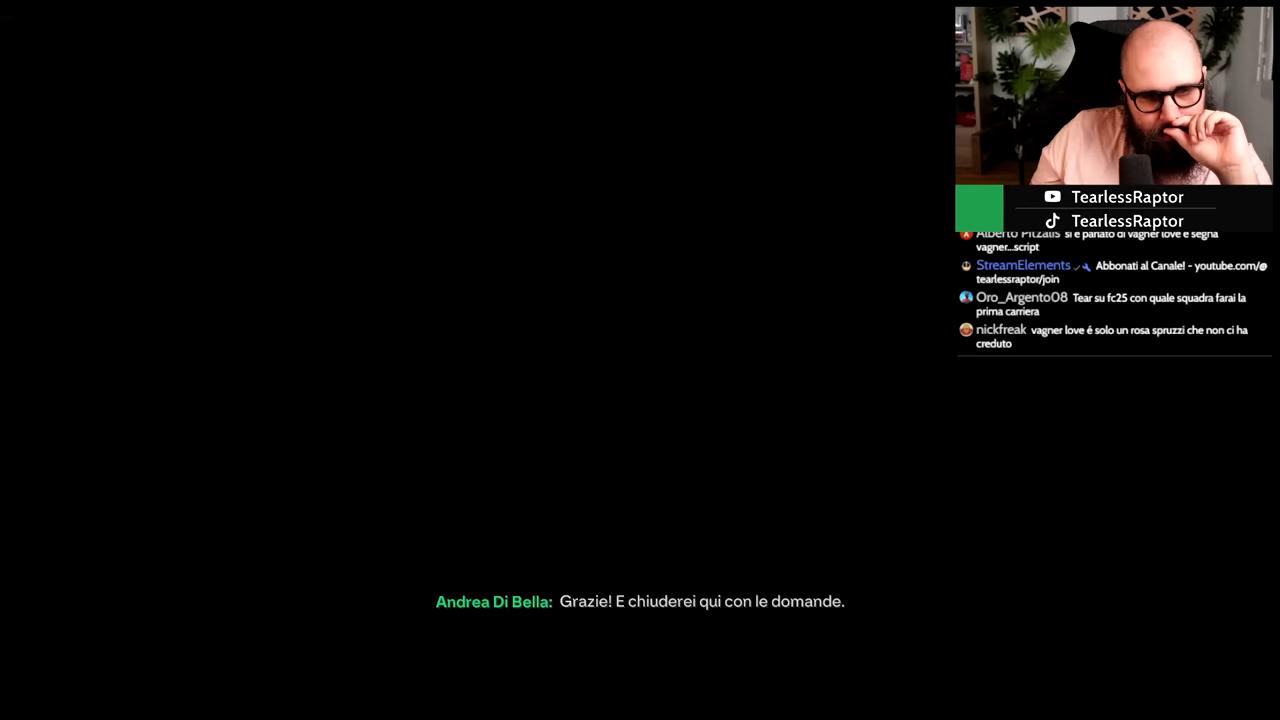 TearlessRaptor
TearlessRaptor
Alberto Pitzalis si è parlato di vagner love e segna
vagner...script
StreamElements Abbonati al Canale! - youtube.com/@
tearlessraptor/join
Oro_Argento08 Tear su fc25 con quale squadra farai la
prima carriera
nickfreak vagner love é solo un rosa spruzzi che non ci ha
creduto
Andrea Di Bella: Grazie! E chiuderei qui con le domande.